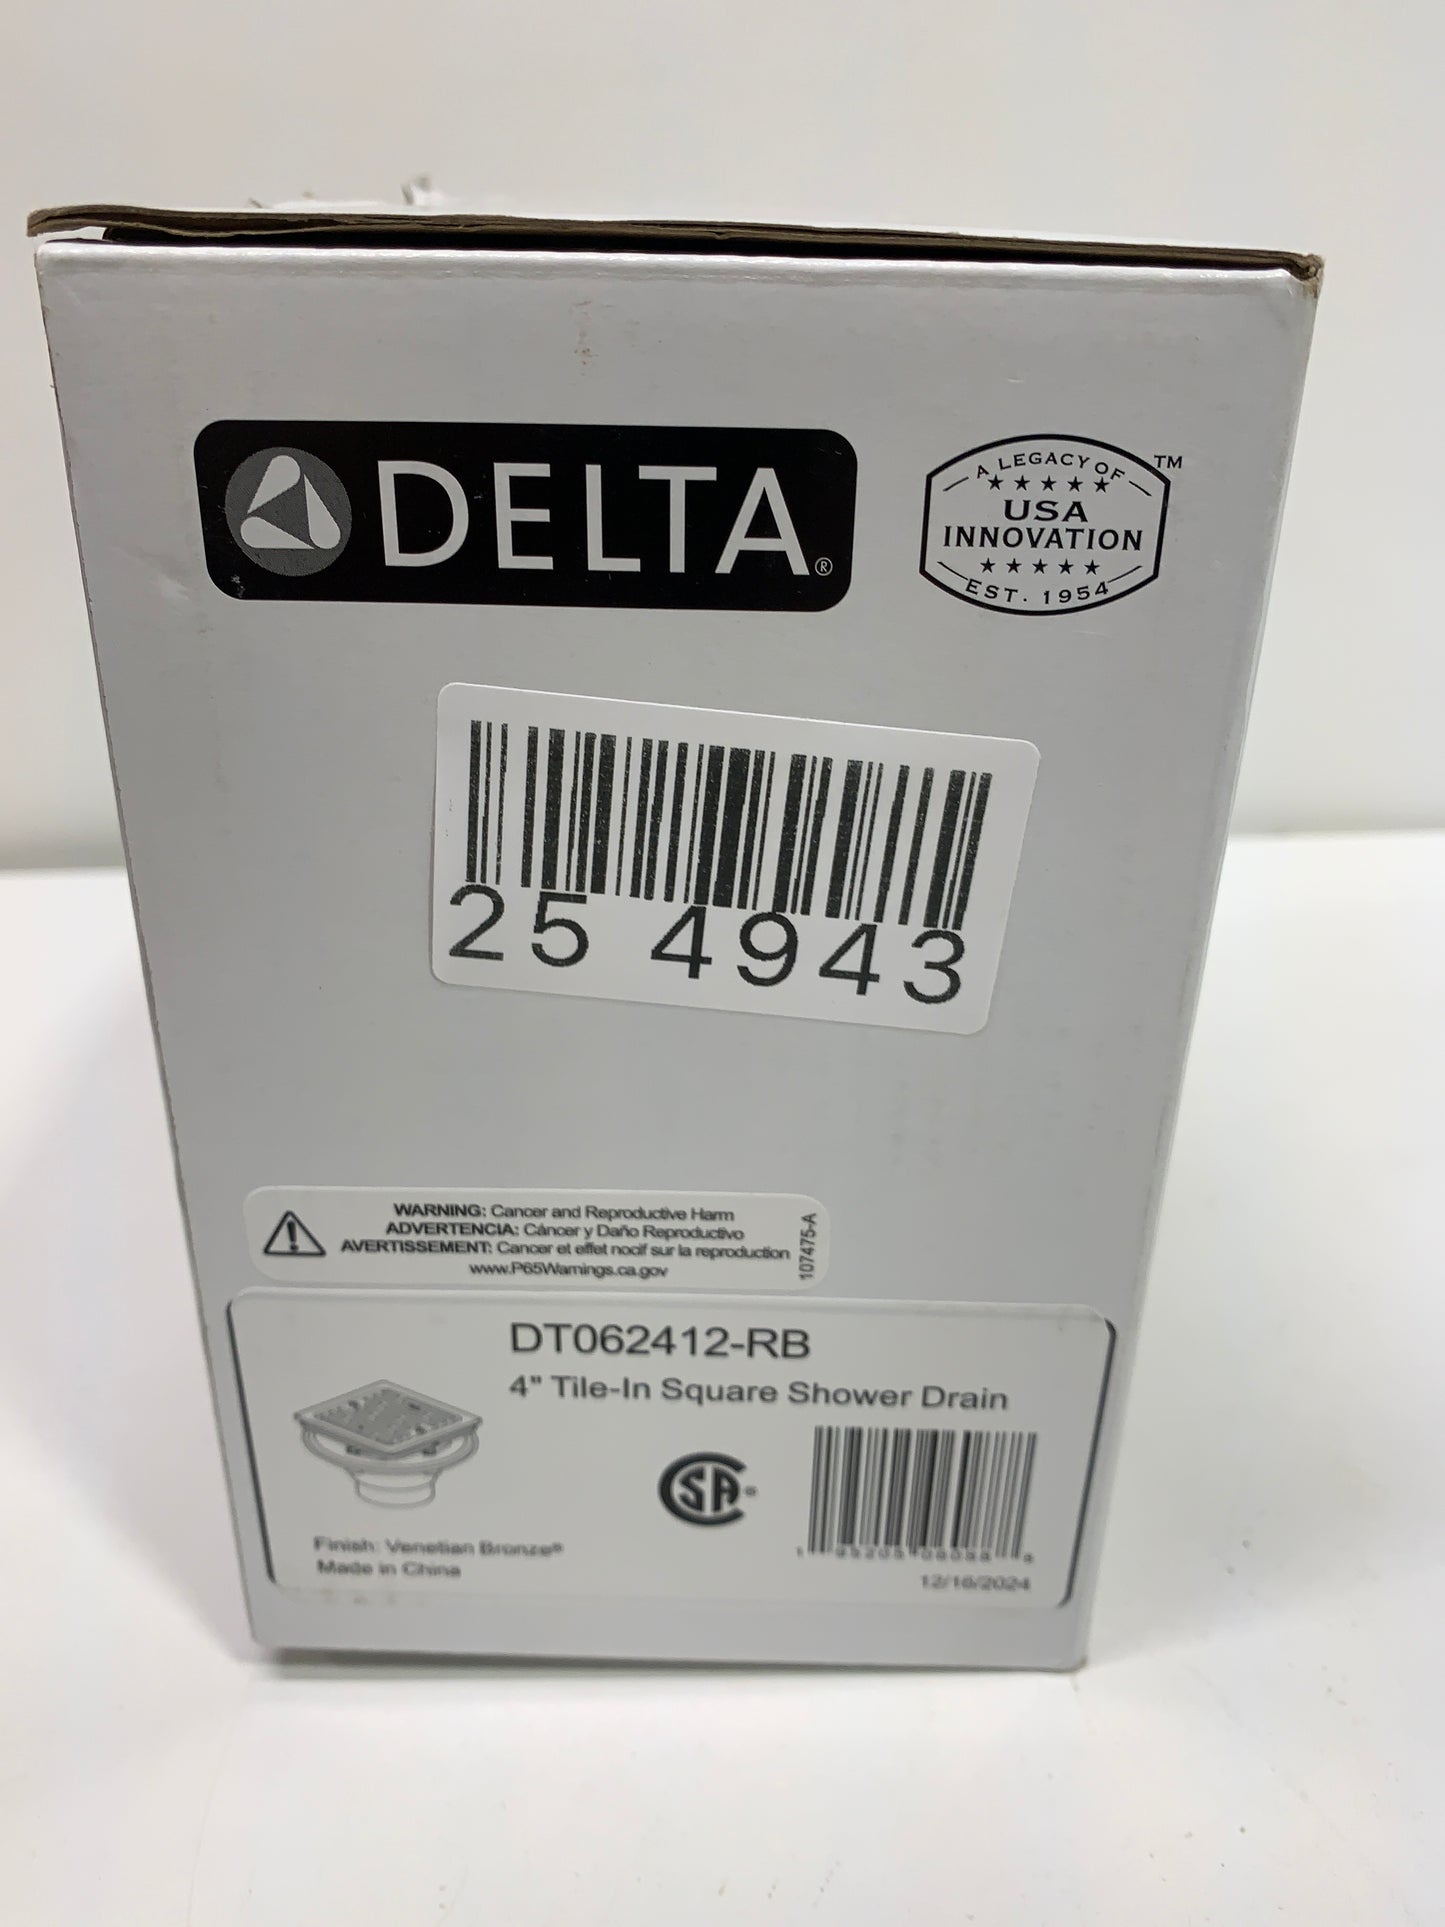 DELTA®
A LEGACY OF
USA
INNOVATION
EST. 1954
TM
25 4943
WARNING: Cancer and Reproductive Harm
ADVERTENCIA: Cáncer y Daño Reproductivo
AVERTISSEMENT: Cancer et effet nocif sur la reproduction
www.P65Warnings.ca.gov
107475-A
DT062412-RB
4" Tile-In Square Shower Drain
CSA®
Finish: Venetian Bronze®
Made in China
12/16/2024